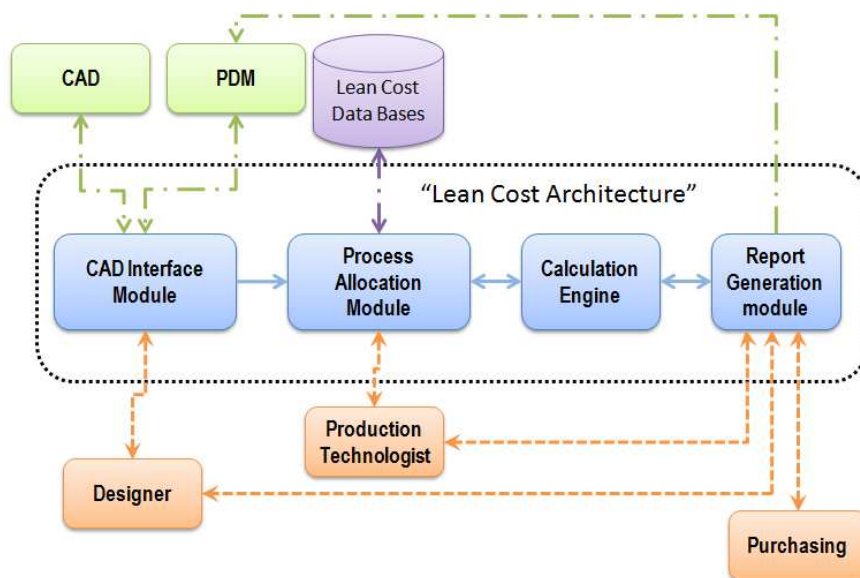 CAD
PDM
Lean Cost
Data Bases
“Lean Cost Architecture”
CAD Interface
Module
Process
Allocation
Module
Calculation
Engine
Report
Generation
module
Production
Technologist
Designer
Purchasing